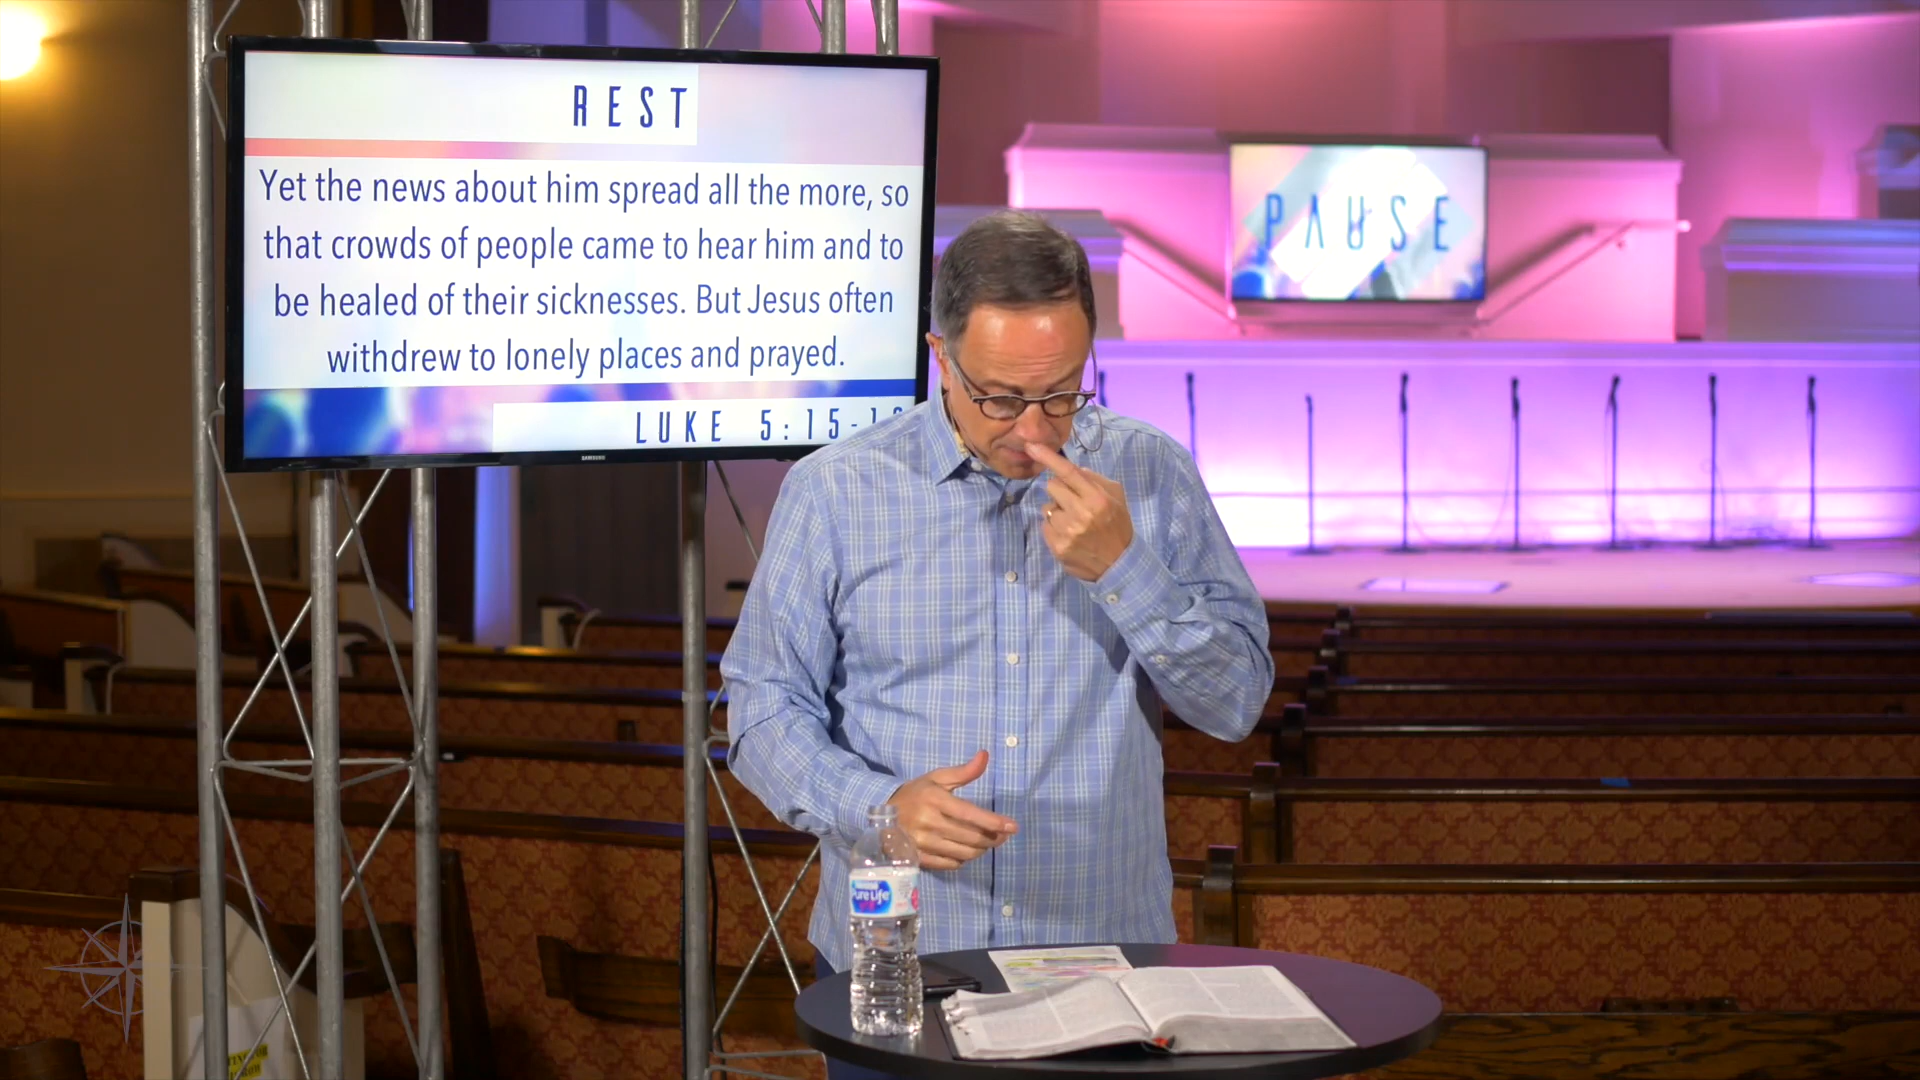 REST
Yet the news about him spread all the more, so
that crowds of people came to hear him and to
be healed of their sicknesses. But Jesus often
withdrew to lonely places and prayed.
LUKE 5:15-
SAMSUNG
PAUSE
Pure Life